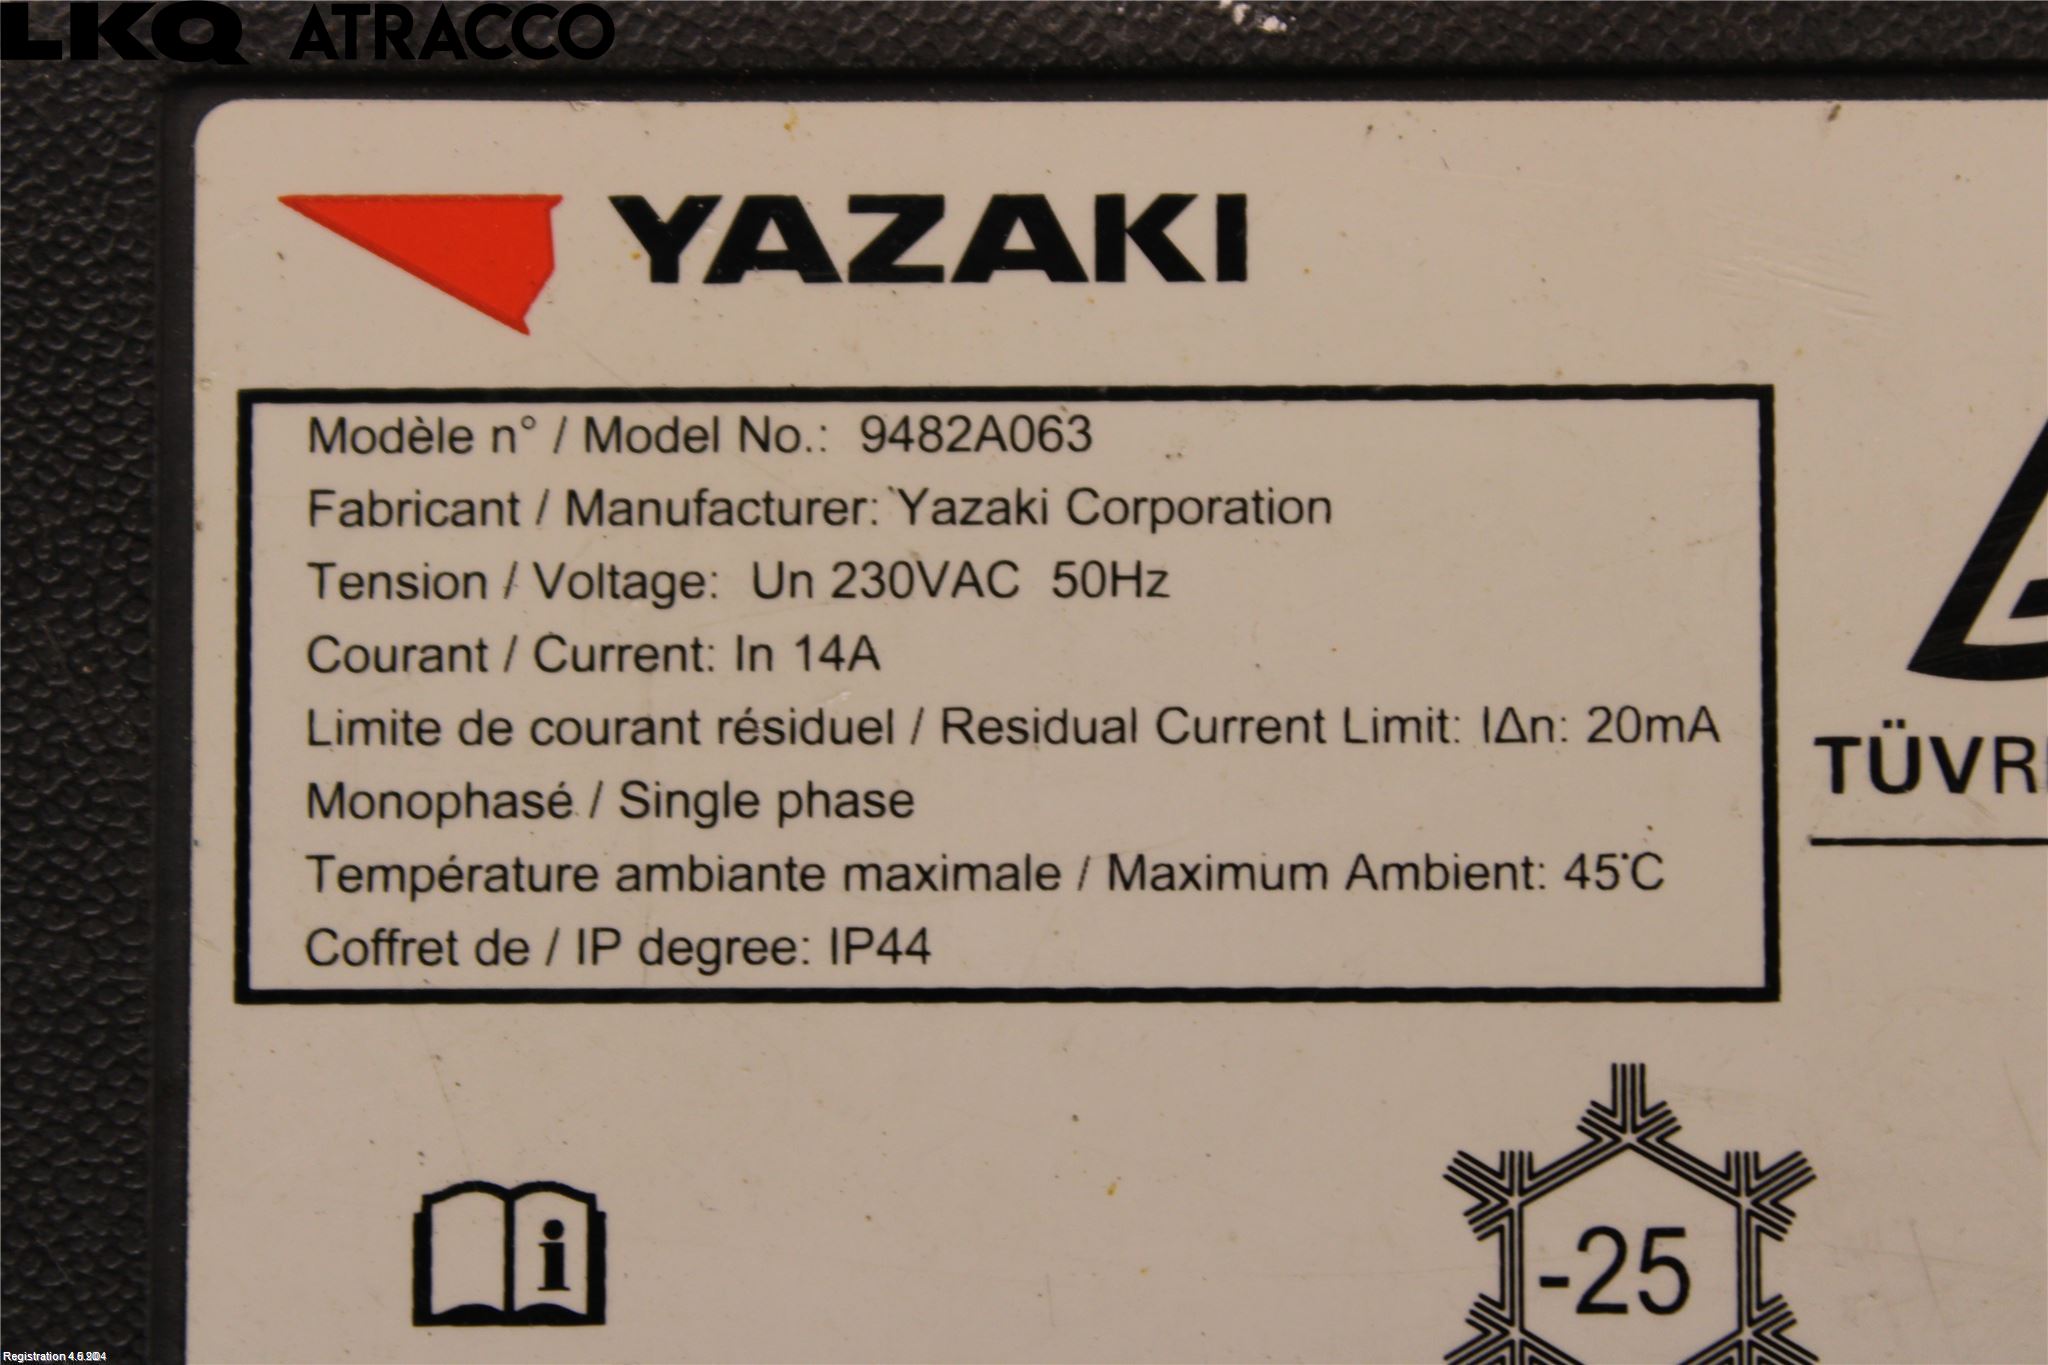 LKQ ATRACCO
YAZAKI
Modèle n° / Model No.: 9482A063
Fabricant / Manufacturer: Yazaki Corporation
Tension / Voltage: Un 230VAC 50Hz
Courant / Current: In 14A
Limite de courant résiduel / Residual Current Limit: IΔn: 20mA
Monophasé / Single phase
Température ambiante maximale / Maximum Ambient: 45°C
Coffret de / IP degree: IP44
TÜVR
i
-25
Registration